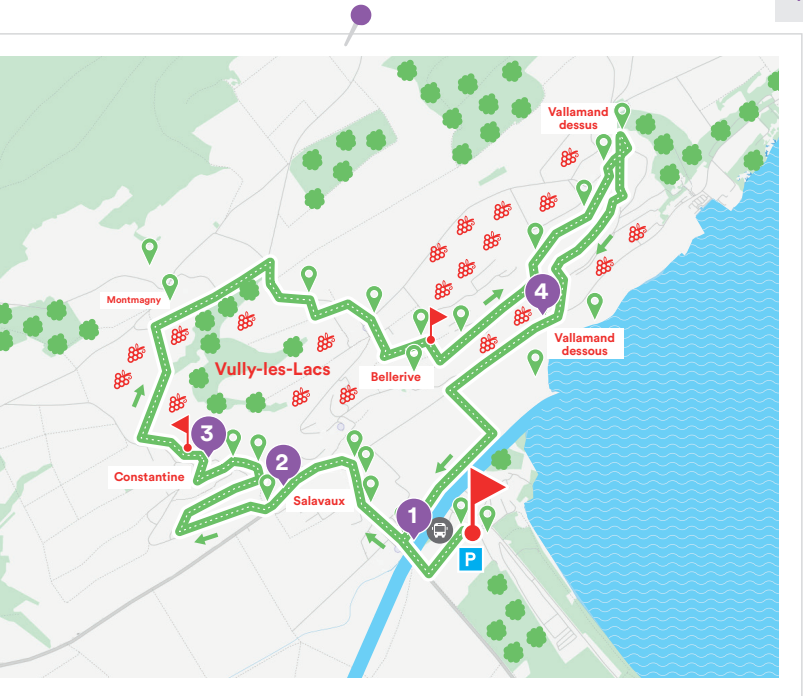 Vallamand
dessus
Montmagny
4
Vallamand
dessous
Vully-les-Lacs
Bellerive
3
2
Constantine
Salavaux
1
P